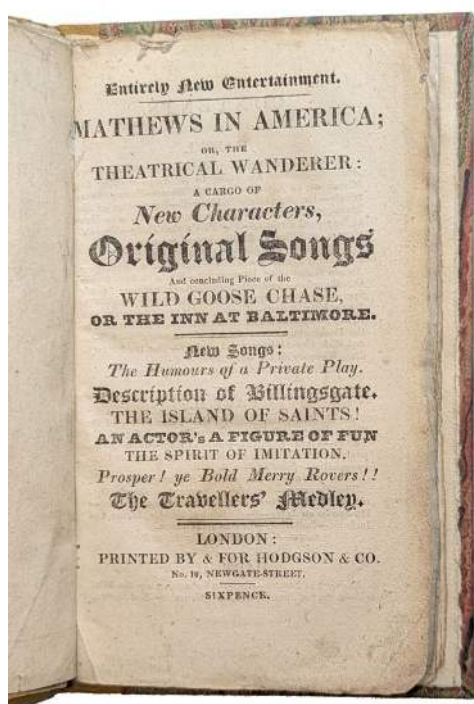 Entirely New Entertainment.
MATHEWS IN AMERICA;
OR, THE
THEATRICAL WANDERER:
A CARGO OF
New Characters,
Original Songs
And concluding Piece of the
WILD GOOSE CHASE,
OR THE INN AT BALTIMORE.
New Songs:
The Humours of a Private Play.
Description of Billingsgate.
THE ISLAND OF SAINTS!
AN ACTOR's A FIGURE OF FUN
THE SPIRIT OF IMITATION.
Prosper! ye Bold Merry Rovers!!
The Travellers' Medley.
LONDON:
PRINTED BY & FOR HODGSON & CO.
No. 10, NEWGATE-STREET.
SIXPENCE.